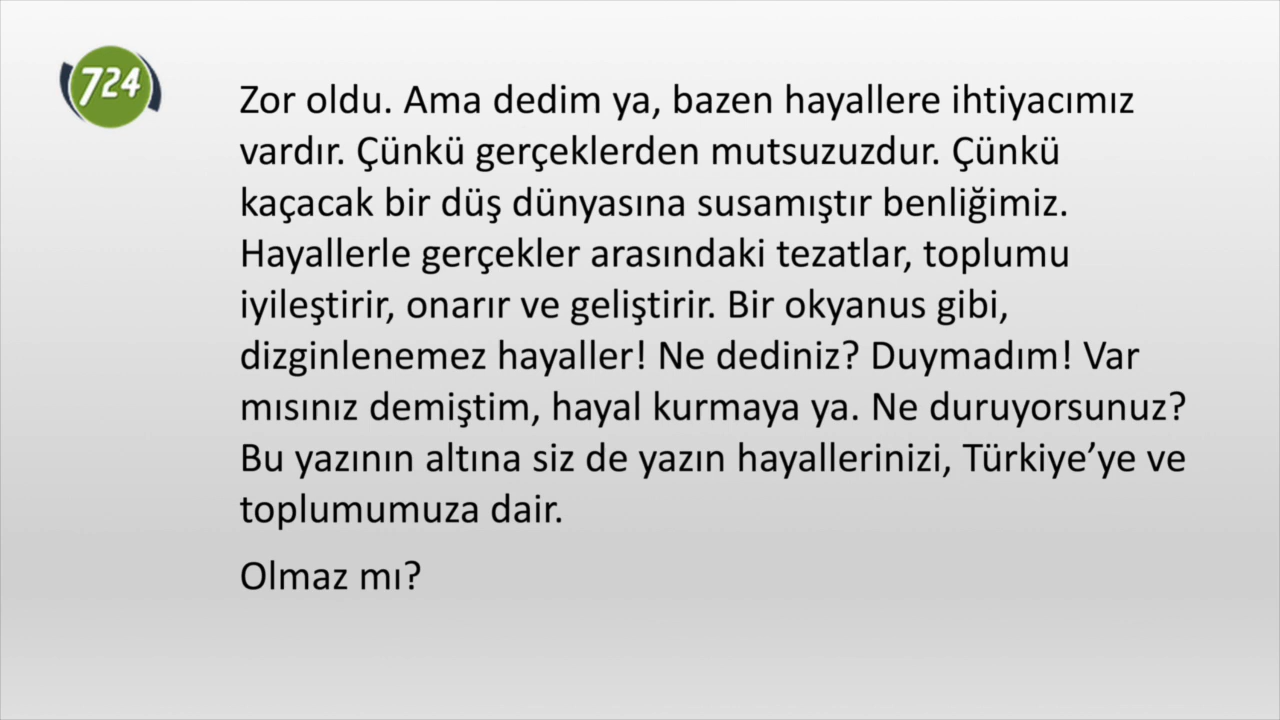 724
Zor oldu. Ama dedim ya, bazen hayallere ihtiyacımız
vardır. Çünkü gerçeklerden mutsuzuzdur. Çünkü
kaçacak bir düş dünyasına susamıştır benliğimiz.
Hayallerle gerçekler arasındaki tezatlar, toplumu
iyileştirir, onarır ve geliştirir. Bir okyanus gibi,
dizginlenemez hayaller! Ne dediniz? Duymadım! Var
mısınız demiştim, hayal kurmaya ya. Ne duruyorsunuz?
Bu yazının altına siz de yazın hayallerinizi, Türkiye’ye ve
toplumumuza dair.
Olmaz mı?